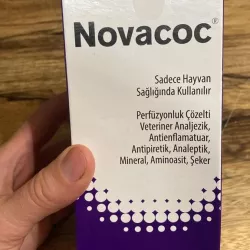 Novacoc®
Sadece Hayvan
Sağlığında Kullanılır
Perfüzyonluk Çözelti
Veteriner Analjezik,
Antienflamatuar,
Antipiretik, Analeptik,
Mineral, Aminoasit, Şeker